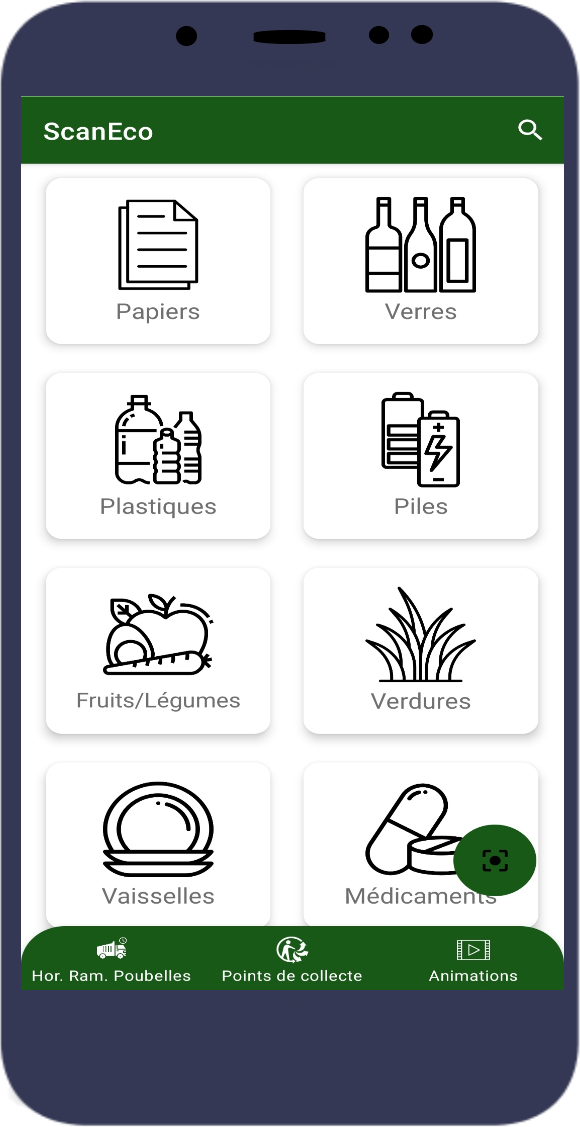 ScanEco
Papiers
Verres
Plastiques
Piles
Fruits/Légumes
Verdures
Vaisselles
Médicaments
Hor. Ram. Poubelles
Points de collecte
Animations